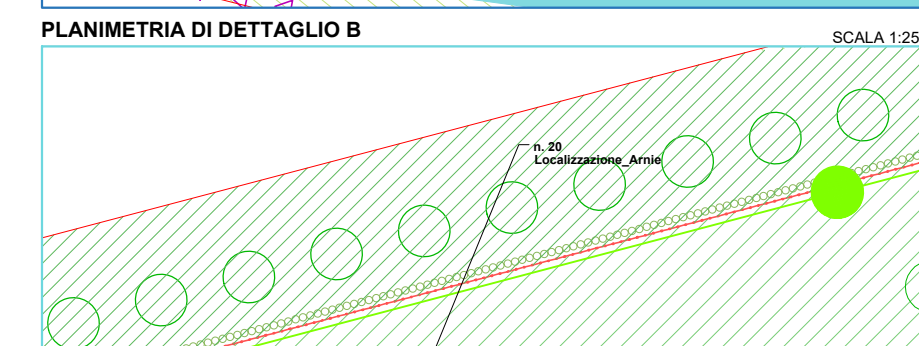 PLANIMETRIA DI DETTAGLIO B
SCALA 1:25
n. 20
Localizzazione_Arnie